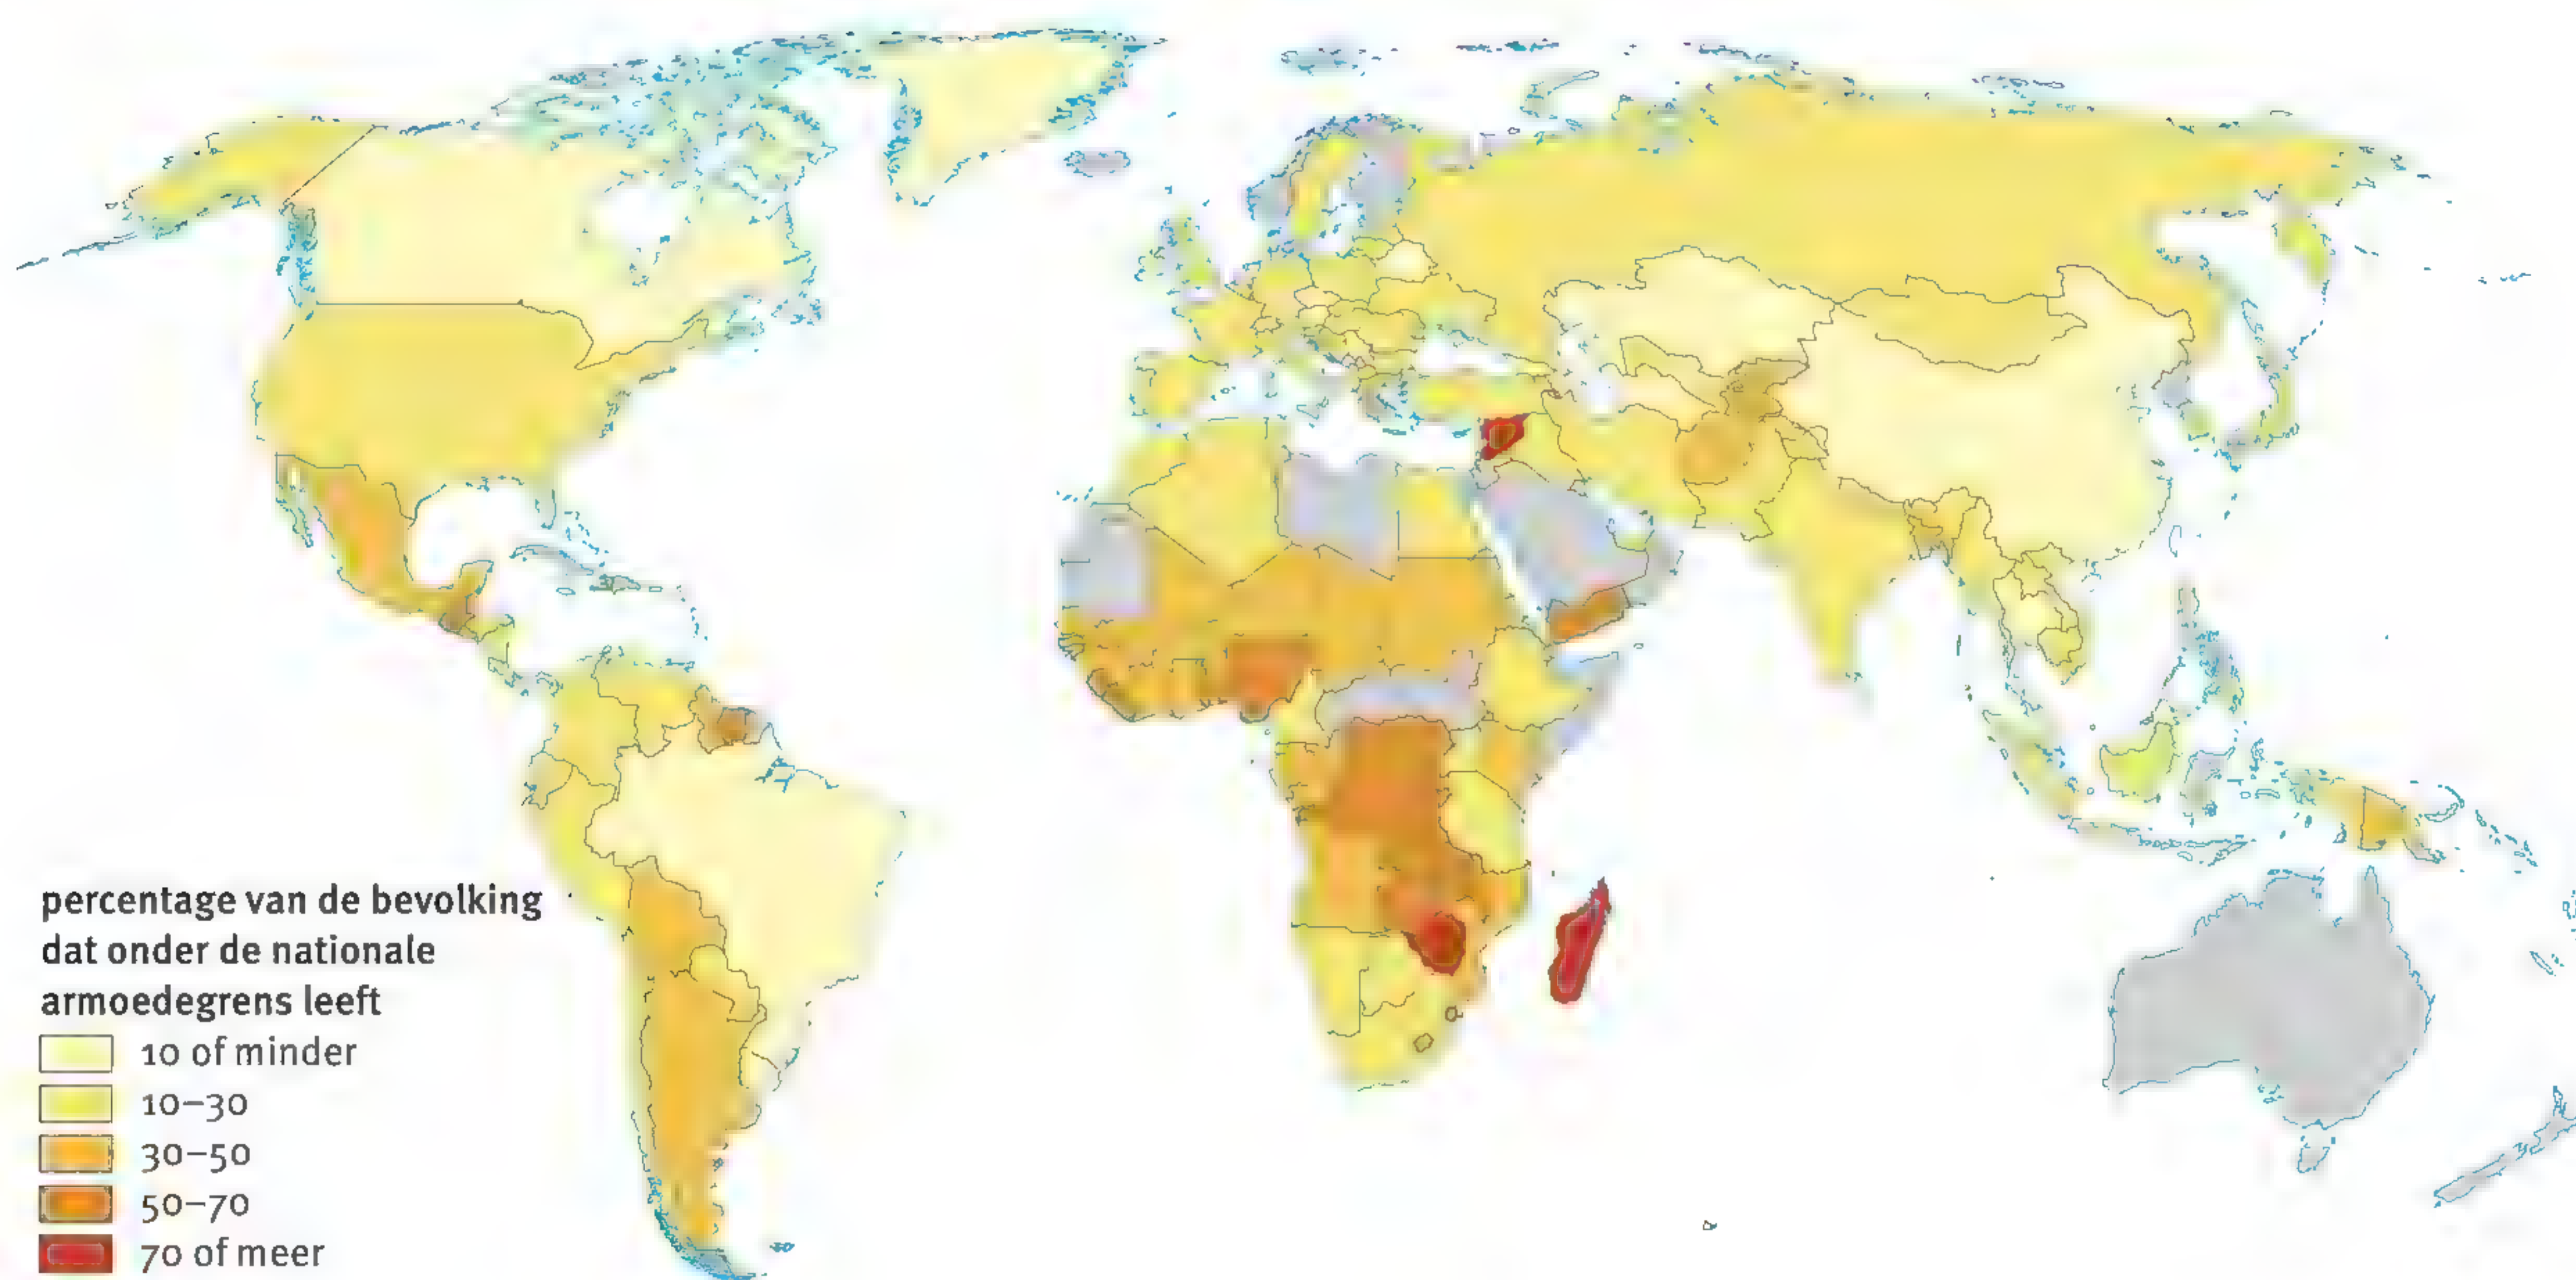 percentage van de bevolking
dat onder de nationale
armoedegrens leeft
10 of minder
10–30
30–50
50–70
70 of meer